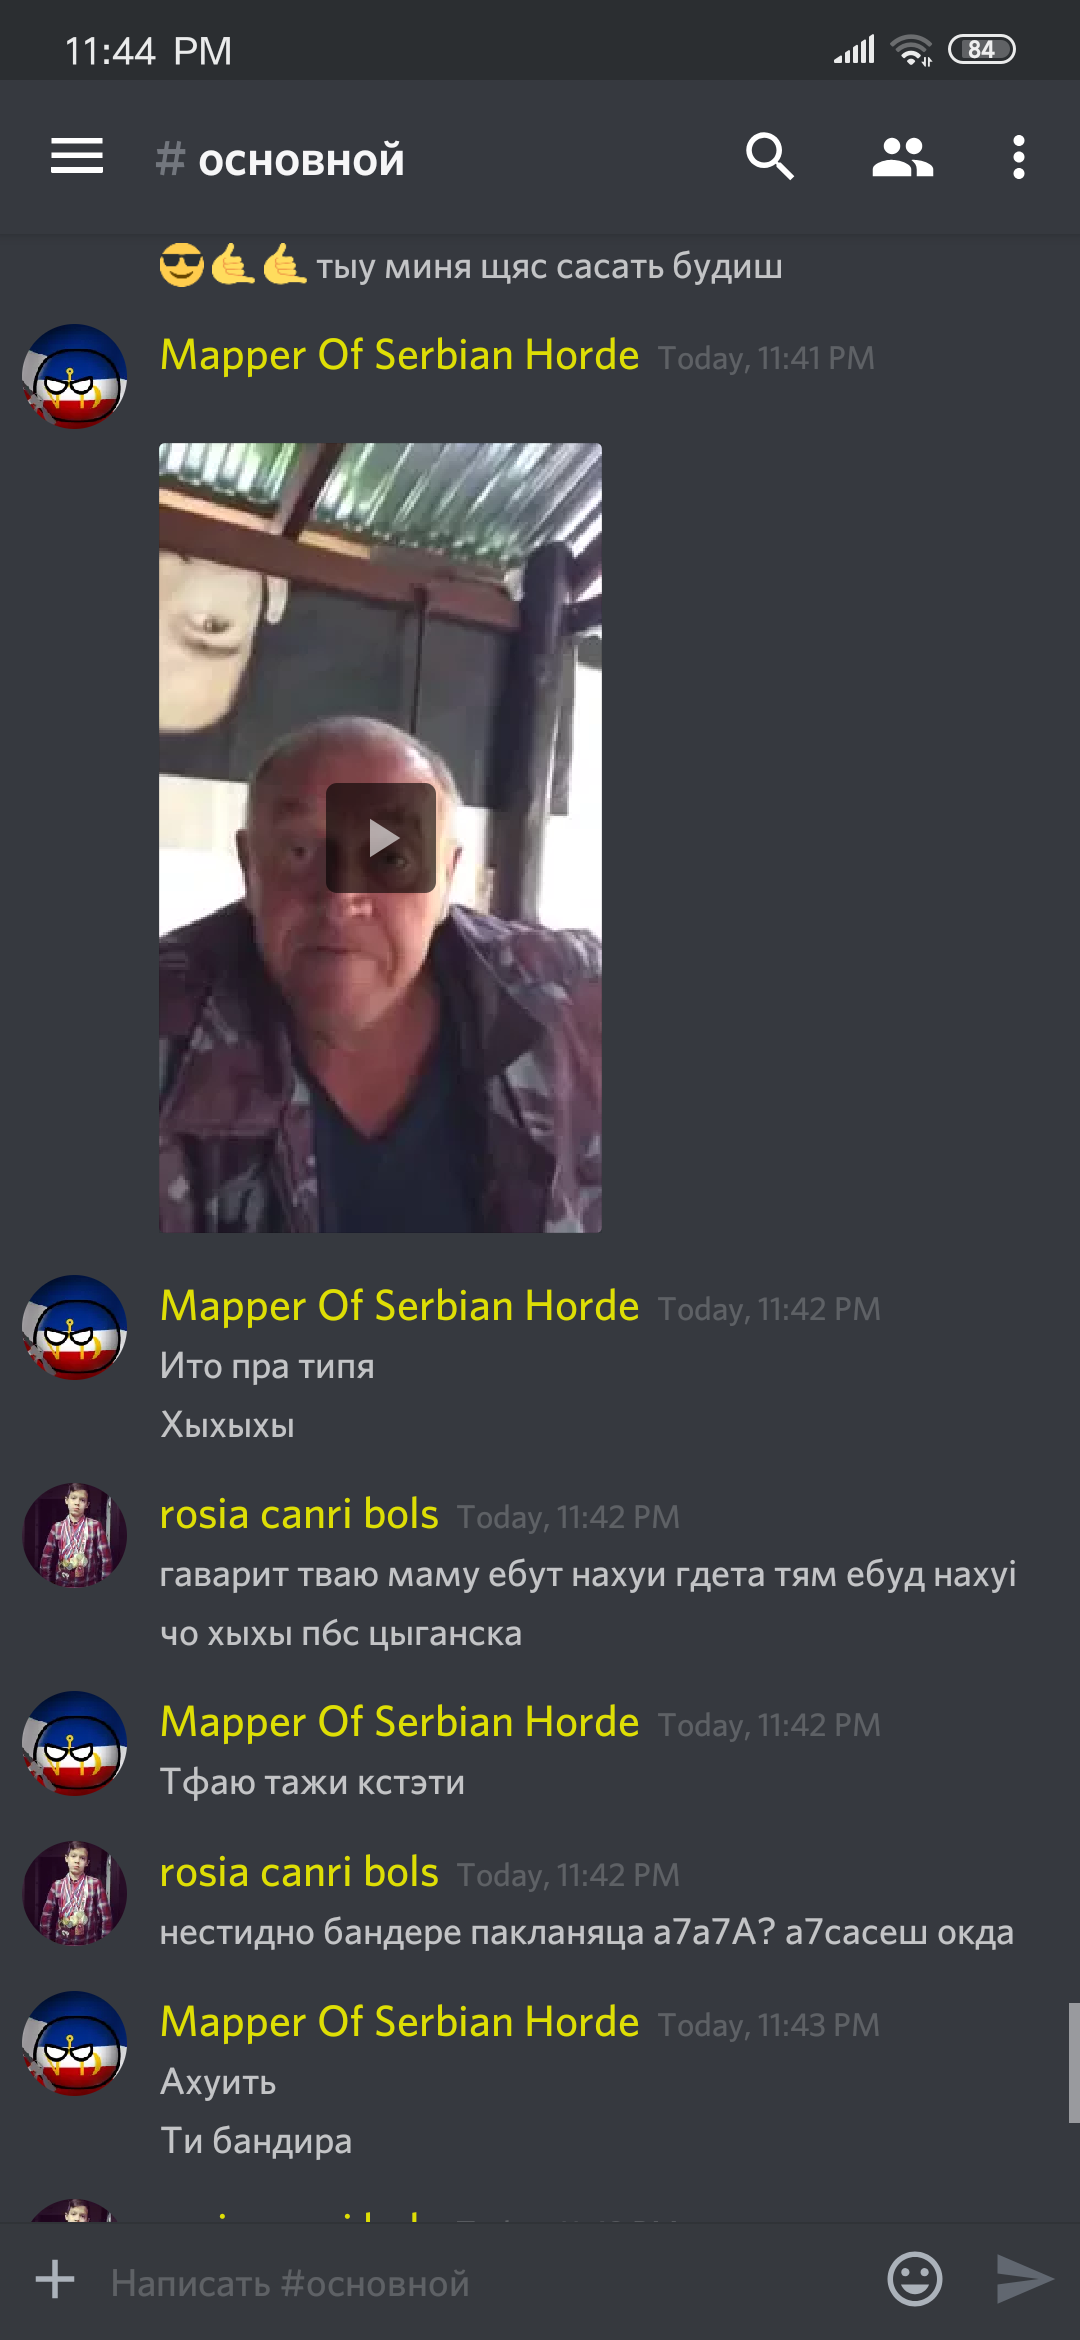 11:44 PM
84
# основной
😎🤙🤙 тыу миня щяс сасать будиш
Mapper Of Serbian Horde Today, 11:41 PM
Mapper Of Serbian Horde Today, 11:42 PM
Ито пра типя
Хыхыхы
rosia canri bols Today, 11:42 PM
гаварит тваю маму ебут нахуи гдета тям ебуд нахуі
чо хыхы пбс цыганска
Mapper Of Serbian Horde Today, 11:42 PM
Тфаю тажи кстэти
rosia canri bols Today, 11:42 PM
нестидно бандере пакланяца а7а7А? а7сасеш окда
Mapper Of Serbian Horde Today, 11:43 PM
Ахуить
Ти бандира
Написать #основной